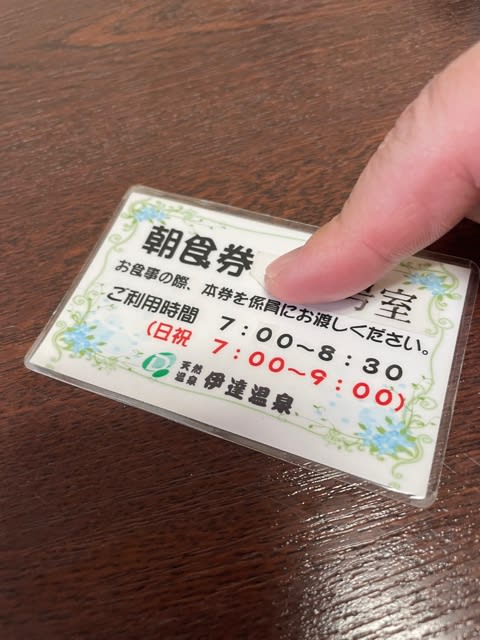 朝食券 号室
お食事の際、本券を係員にお渡しください。
ご利用時間 7:00～8:30
(日祝 7:00～9:00)
天然温泉 伊達温泉